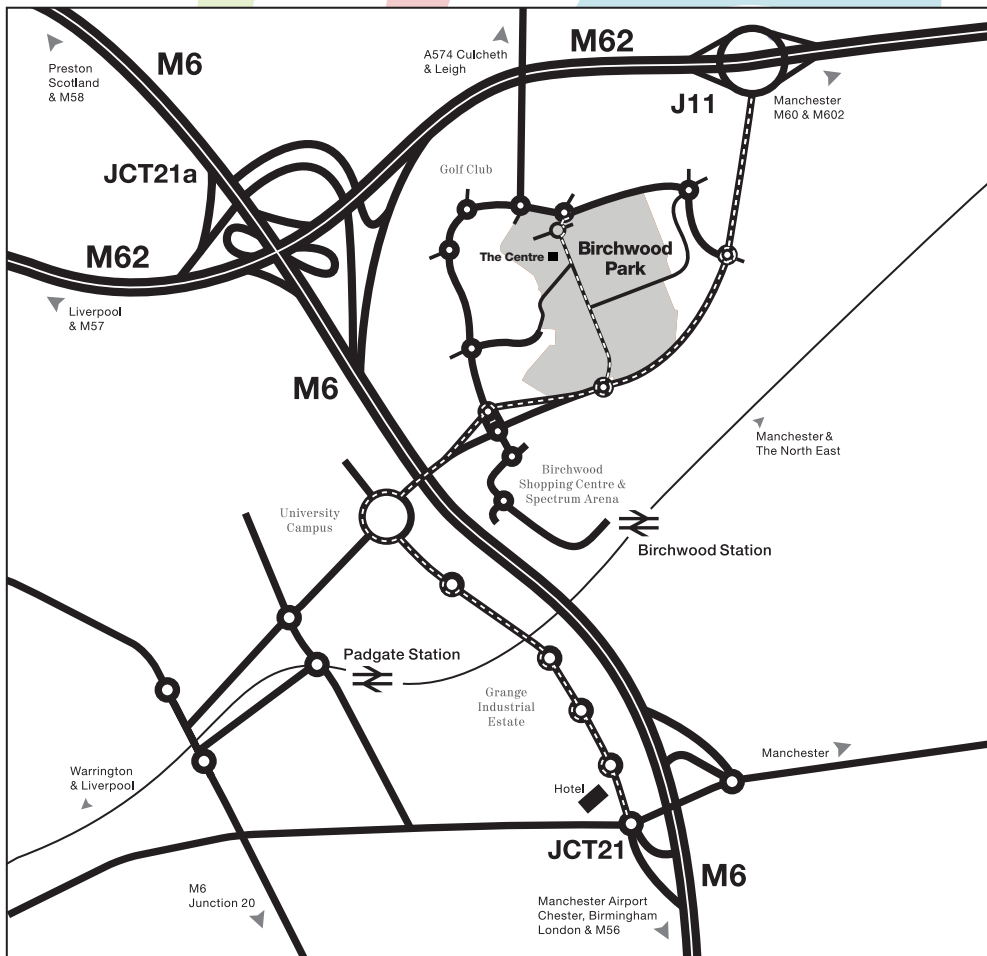 Preston
Scotland
& M58
M6
A574 Culcheth
& Leigh
M62
J11
Manchester
M60 & M602
JCT21a
Golf Club
M62
The Centre
Birchwood
Park
Liverpool
& M57
M6
Manchester &
The North East
Birchwood
Shopping Centre &
Spectrum Arena
University
Campus
Birchwood Station
Padgate Station
Grange
Industrial
Estate
Manchester
Warrington
& Liverpool
Hotel
JCT21
M6
M6
Junction 20
Manchester Airport
Chester, Birmingham
London & M56